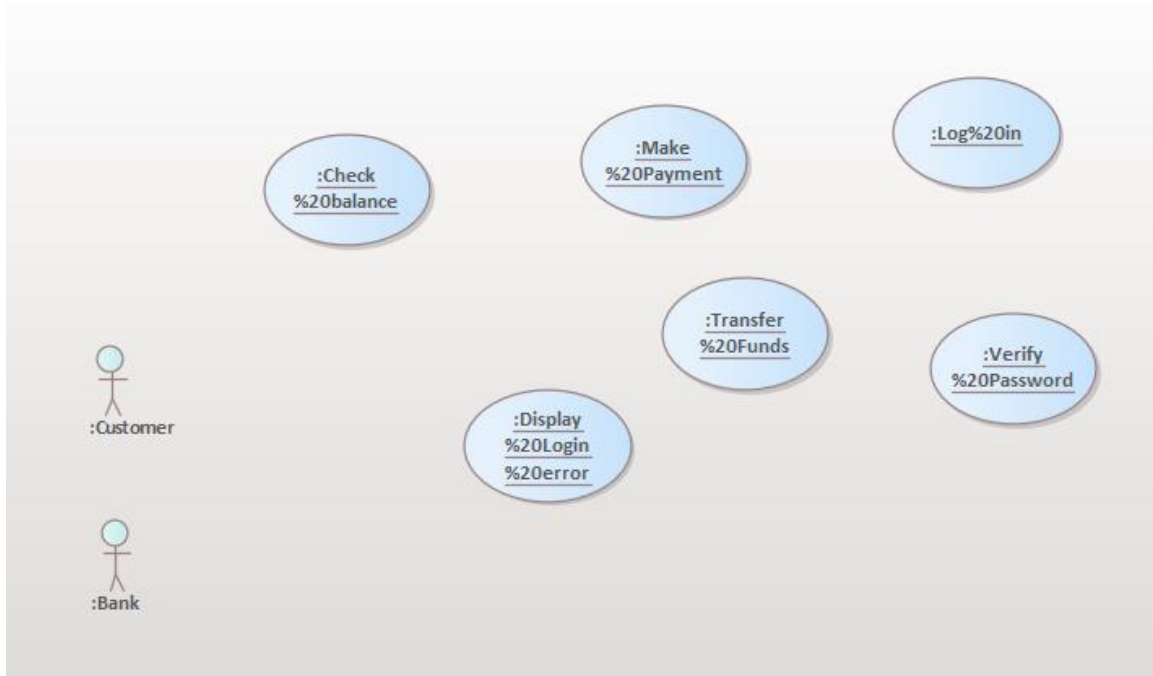 :Check
%20balance
:Make
%20Payment
:Log%20in
:Transfer
%20Funds
:Verify
%20Password
:Display
%20Login
%20error
:Customer
:Bank